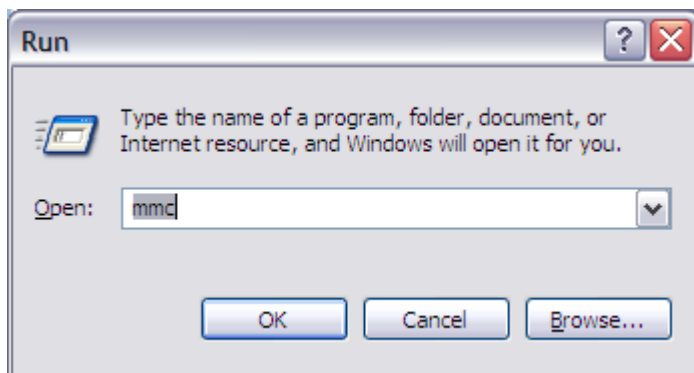 Run
Type the name of a program, folder, document, or
Internet resource, and Windows will open it for you.
Open: mmc
OK Cancel Browse...